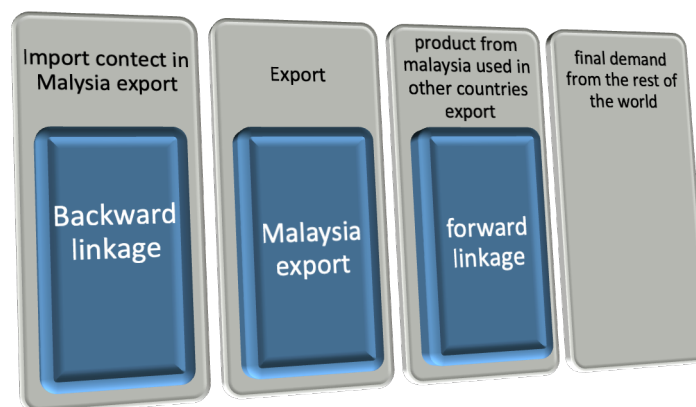 Import contect in
Malysia export
Backward
linkage
Export
Malaysia
export
product from
malaysia used in
other countries
export
forward
linkage
final demand
from the rest of
the world